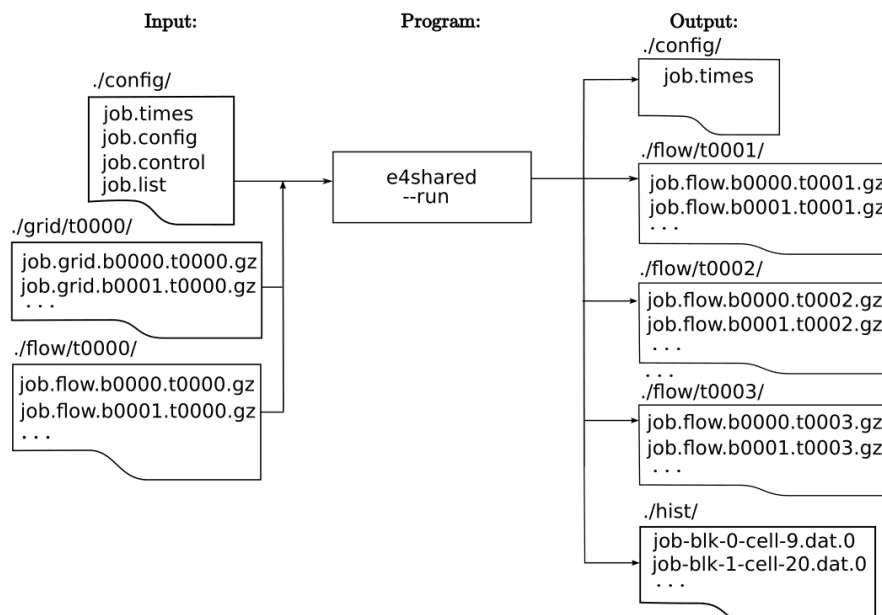 Input:
Program:
Output:
./config/
job.times
job.config
job.control
job.list
./grid/t0000/
job.grid.b0000.t0000.gz
job.grid.b0001.t0000.gz
...
./flow/t0000/
job.flow.b0000.t0000.gz
job.flow.b0001.t0000.gz
...
e4shared
--run
./config/
job.times
./flow/t0001/
job.flow.b0000.t0001.gz
job.flow.b0001.t0001.gz
...
./flow/t0002/
job.flow.b0000.t0002.gz
job.flow.b0001.t0002.gz
...
...
./flow/t0003/
job.flow.b0000.t0003.gz
job.flow.b0001.t0003.gz
...
./hist/
job-blk-0-cell-9.dat.0
job-blk-1-cell-20.dat.0
...